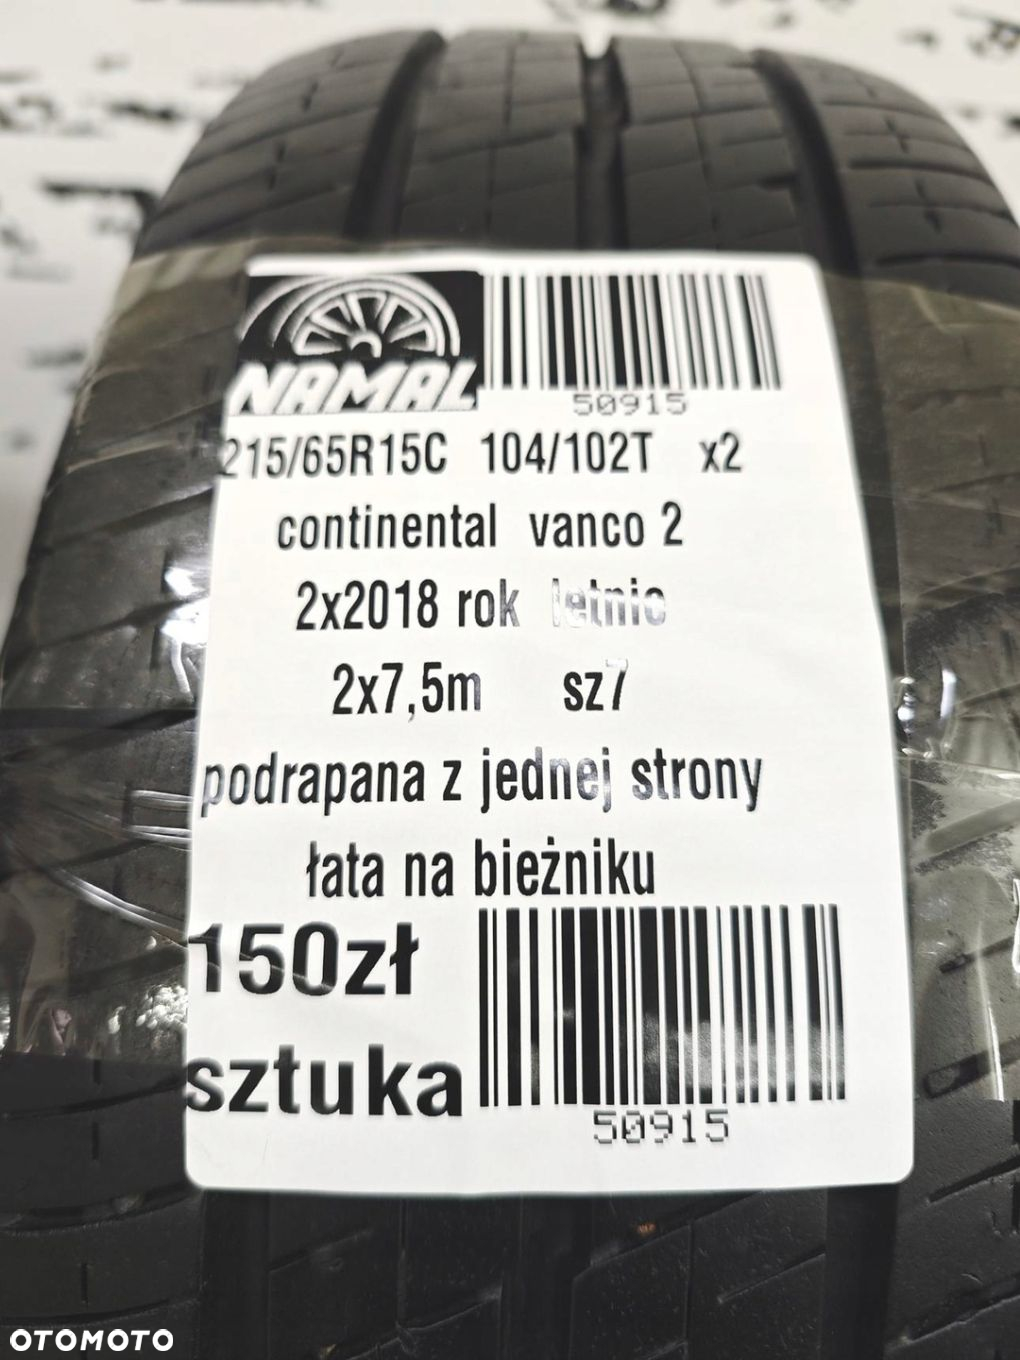 NAMAL
50915
215/65R15C 104/102T x2
continental vanco 2
2x2018 rok letnie
2x7,5m sz7
podrapana z jednej strony
łata na bieżniku
150zł
sztuka
50915
OTOMOTO